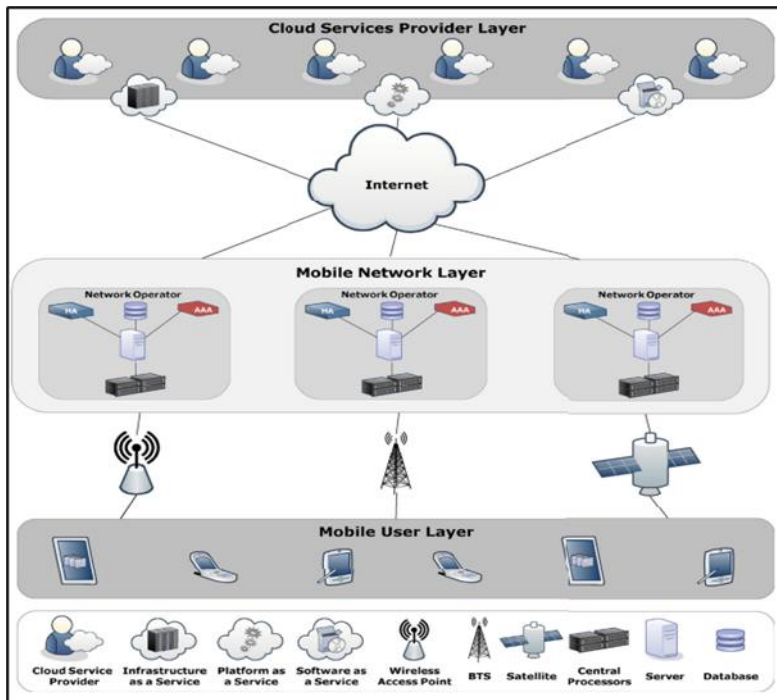 Cloud Services Provider Layer
Internet
Mobile Network Layer
Network Operator
HA
AAA
Network Operator
HA
AAA
Network Operator
HA
AAA
Mobile User Layer
Cloud Service
Provider
Infrastructure
as a Service
Platform as
a Service
Software as
a Service
Wireless
Access Point
BTS
Satellite
Central
Processors
Server
Database